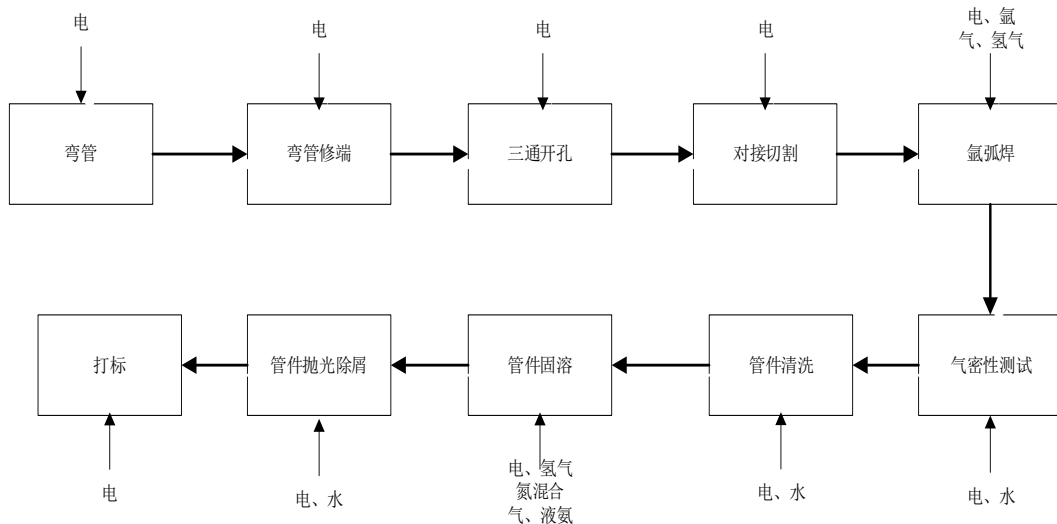 电
电
电
电
电、氩
气、氢气
弯管
弯管修端
三通开孔
对接切割
氩弧焊
打标
管件抛光除屑
管件固溶
管件清洗
气密性测试
电
电、水
电、氢气
氮混合
气、液氨
电、水
电、水